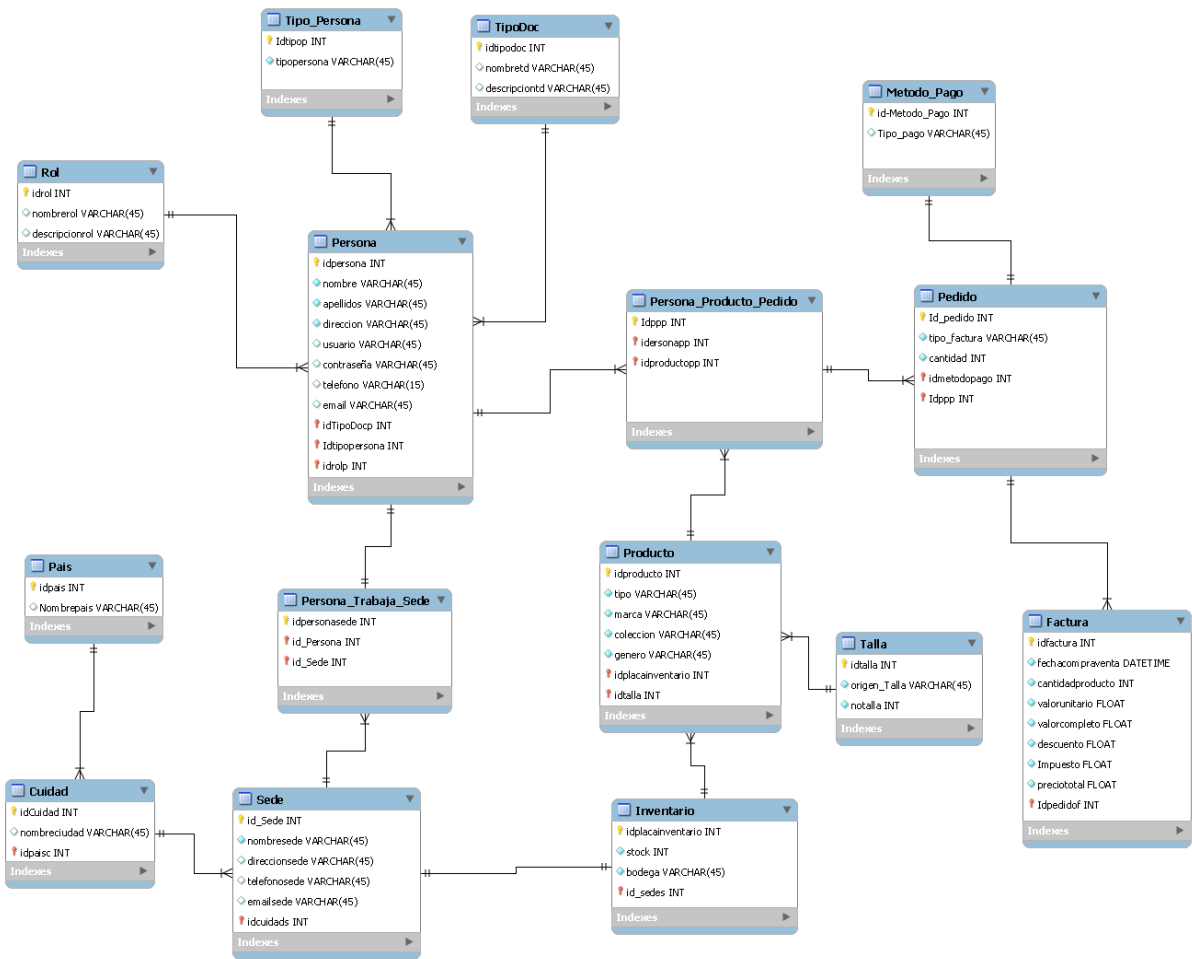 Tipo_Persona
Idtipop INT
tipopersona VARCHAR(45)
Indexes
TipoDoc
idtipodoc INT
nombretd VARCHAR(45)
descripciontd VARCHAR(45)
Indexes
Metodo_Pago
id-Metodo_Pago INT
Tipo_pago VARCHAR(45)
Indexes
Rol
idrol INT
nombrerol VARCHAR(45)
descripcionrol VARCHAR(45)
Indexes
Persona
idpersona INT
nombre VARCHAR(45)
apellidos VARCHAR(45)
direccion VARCHAR(45)
usuario VARCHAR(45)
contraseña VARCHAR(45)
telefono VARCHAR(15)
email VARCHAR(45)
idTipoDocp INT
Idtipopersona INT
idrolp INT
Indexes
Persona_Producto_Pedido
Idppp INT
idersonapp INT
idproductopp INT
Indexes
Pedido
Id_pedido INT
tipo_factura VARCHAR(45)
cantidad INT
idmetodopago INT
Idppp INT
Indexes
Pais
idpais INT
Nombrepais VARCHAR(45)
Indexes
Persona_Trabaja_Sede
idpersonasede INT
id_Persona INT
id_Sede INT
Indexes
Producto
idproducto INT
tipo VARCHAR(45)
marca VARCHAR(45)
coleccion VARCHAR(45)
genero VARCHAR(45)
idplacainventario INT
idtalla INT
Indexes
Talla
idtalla INT
origen_Talla VARCHAR(45)
notalla INT
Indexes
Factura
idfactura INT
fechacompraventa DATETIME
cantidadproducto INT
valorunitario FLOAT
valorcompleto FLOAT
descuento FLOAT
Impuesto FLOAT
preciototal FLOAT
Idpedidof INT
Indexes
Cuidad
idCuidad INT
nombreciudad VARCHAR(45)
idpaisc INT
Indexes
Sede
id_Sede INT
nombresede VARCHAR(45)
direccionsede VARCHAR(45)
telefonosede VARCHAR(45)
emailsede VARCHAR(45)
idcuidads INT
Indexes
Inventario
idplacainventario INT
stock INT
bodega VARCHAR(45)
id_sedes INT
Indexes